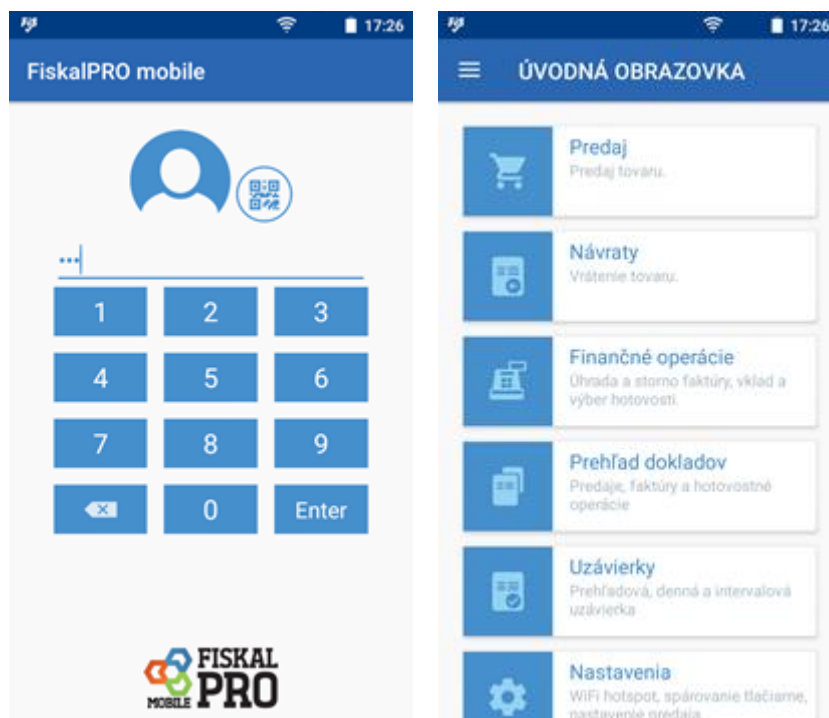 17:26
FiskalPRO mobile
•••
1 2 3
4 5 6
7 8 9
0 Enter
FISKAL
MOBILE PRO
17:26
ÚVODNÁ OBRAZOVKA
Predaj
Predaj tovaru.
Návraty
Vrátenie tovaru.
Finančné operácie
Úhrada a storno faktúry, vklad a
výber hotovosti.
Prehľad dokladov
Predaje, faktúry a hotovostné
operácie
Uzávierky
Prehľadová, denná a intervalová
uzávierka
Nastavenia
WiFi hotspot, spárovanie tlačiarne,
nastavenie predaja